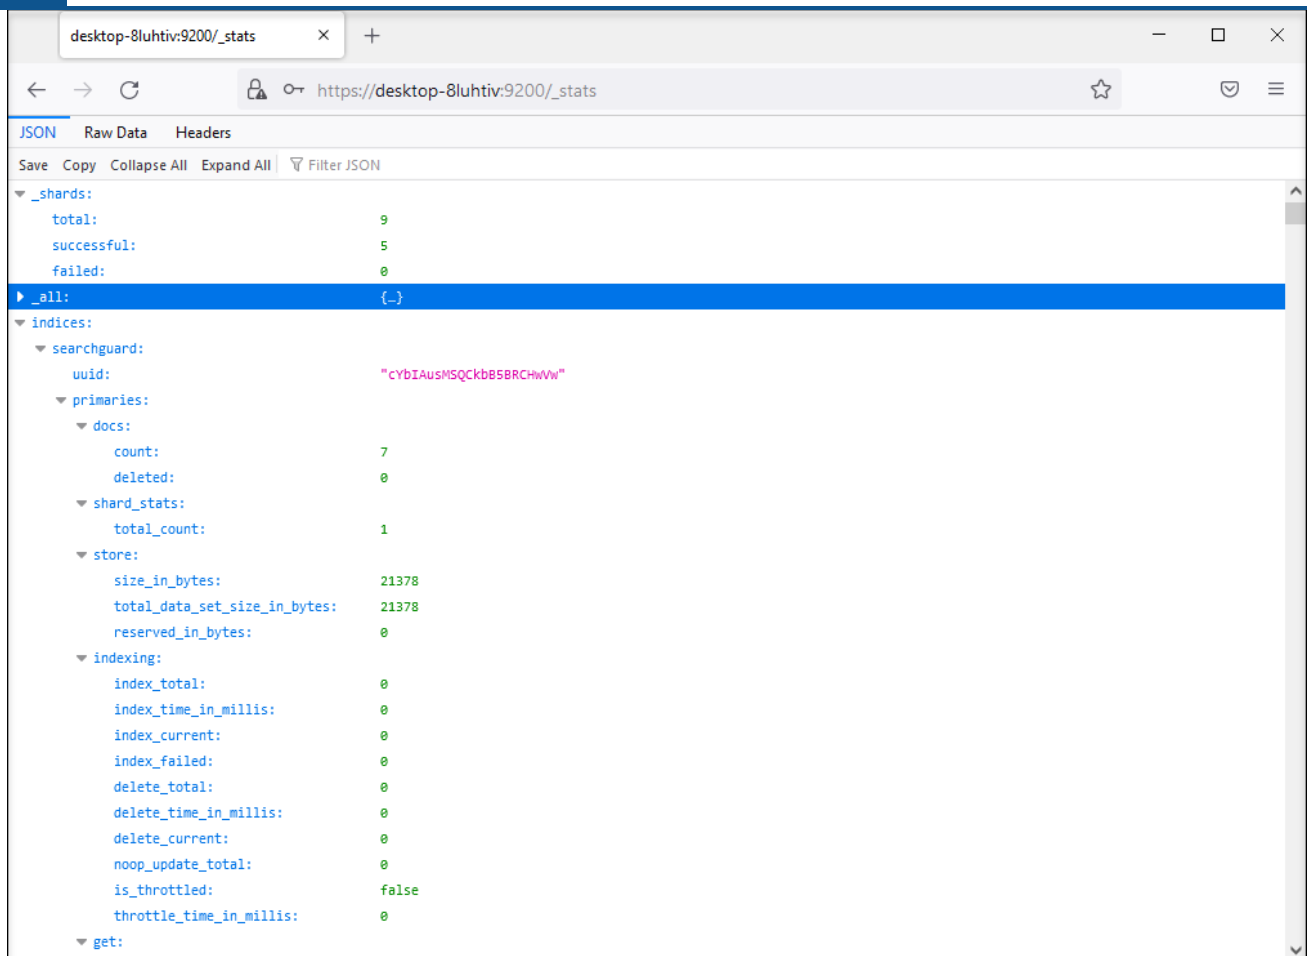 desktop-8luhtiv:9200/_stats
https://desktop-8luhtiv:9200/_stats
JSON Raw Data Headers
Save Copy Collapse All Expand All Filter JSON
_shards:
total: 9
successful: 5
failed: 0
_all: {…}
indices:
searchguard:
uuid: "cYbIAusMSQCkbB5BRCHwVw"
primaries:
docs:
count: 7
deleted: 0
shard_stats:
total_count: 1
store:
size_in_bytes: 21378
total_data_set_size_in_bytes: 21378
reserved_in_bytes: 0
indexing:
index_total: 0
index_time_in_millis: 0
index_current: 0
index_failed: 0
delete_total: 0
delete_time_in_millis: 0
delete_current: 0
noop_update_total: 0
is_throttled: false
throttle_time_in_millis: 0
get: